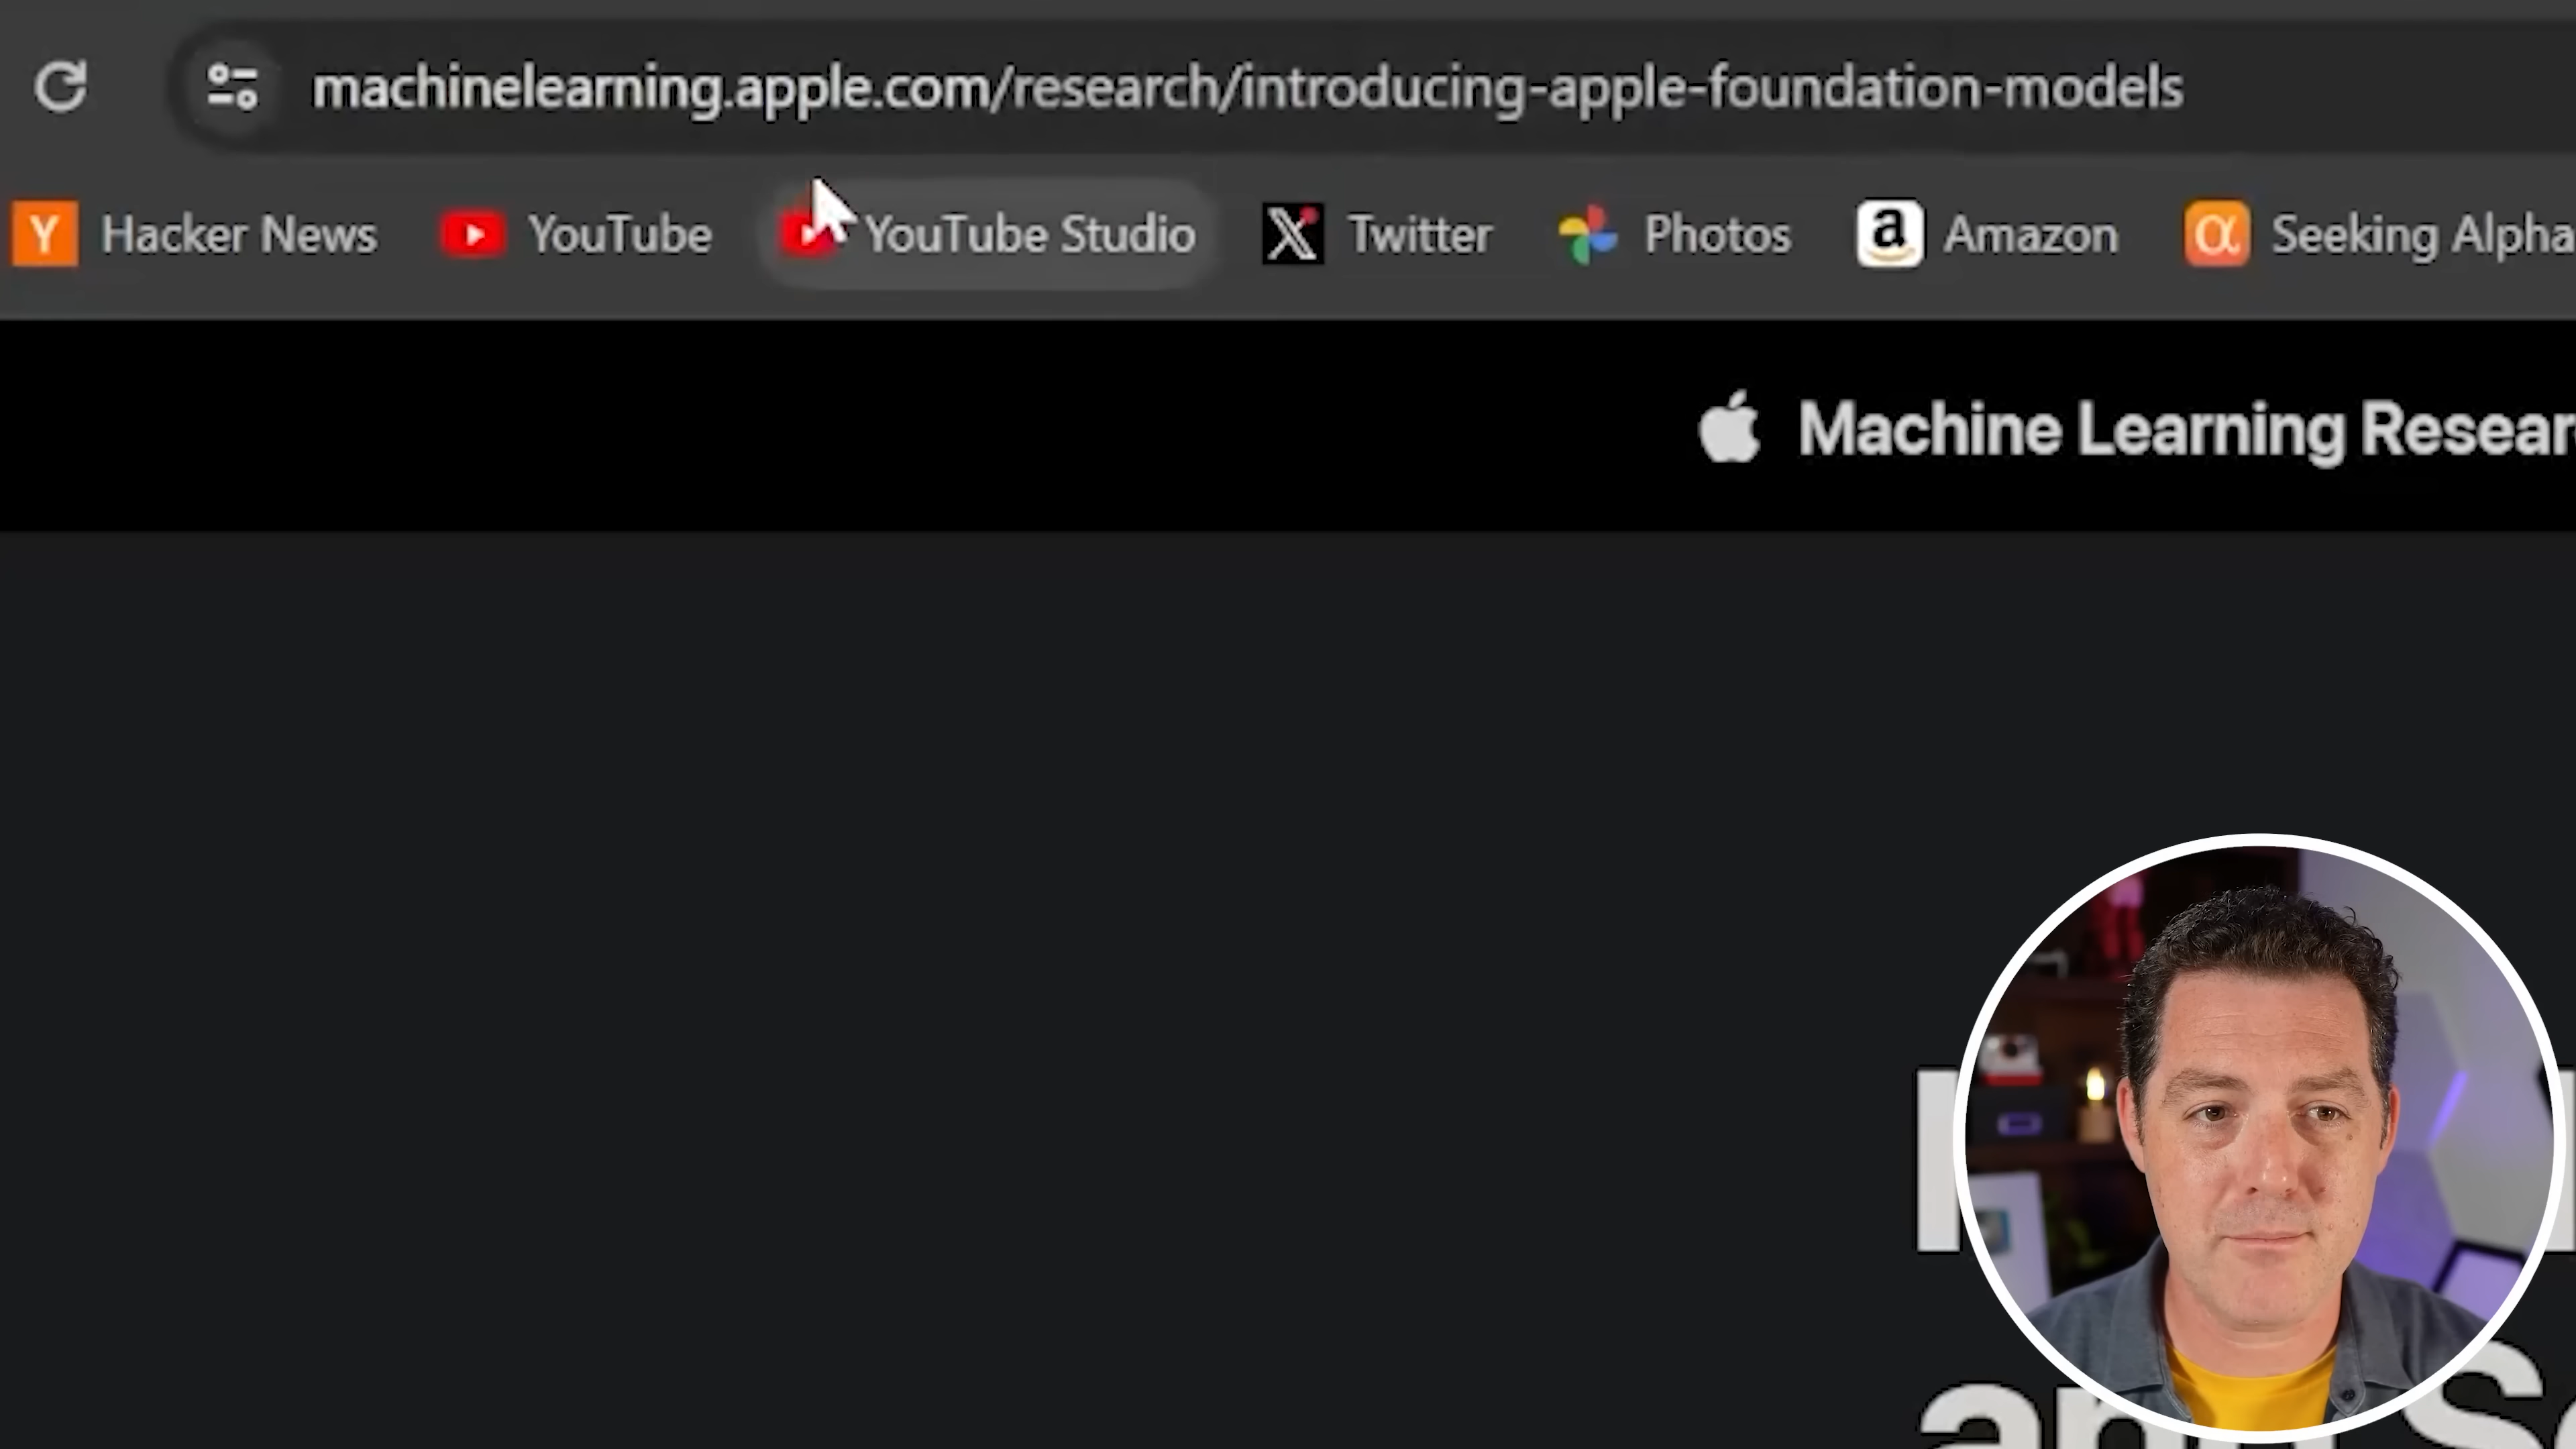 machinelearning.apple.com/research/introducing-apple-foundation-models
Y Hacker News YouTube YouTube Studio X Twitter Photos a Amazon α Seeking Alpha
Machine Learning